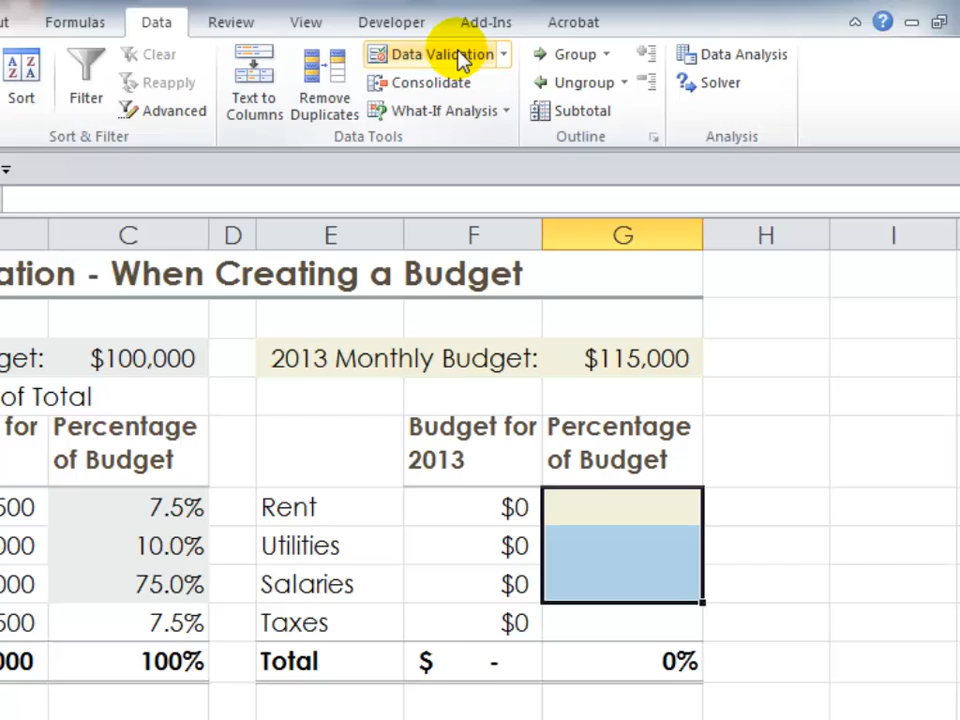 ut Formulas Data Review View Developer Add-Ins Acrobat
Clear Data Validation Group Data Analysis
Reapply Consolidate Ungroup Solver
Sort Filter Advanced Text to Columns Remove Duplicates What-If Analysis Subtotal
Sort & Filter Data Tools Outline Analysis
C D E F G H I
ation - When Creating a Budget
get: $100,000 2013 Monthly Budget: $115,000
of Total
for Percentage of Budget Budget for 2013 Percentage of Budget
500 7.5% Rent $0
000 10.0% Utilities $0
000 75.0% Salaries $0
500 7.5% Taxes $0
000 100% Total $ - 0%